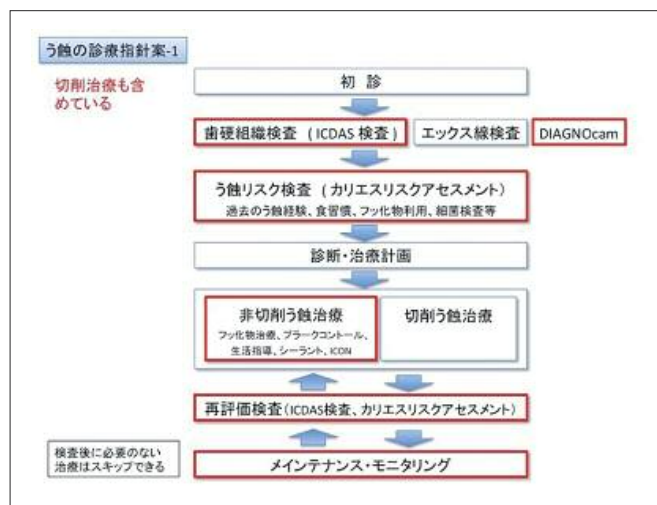 う蝕の診療指針案-1
切削治療も含
めている
初 診
歯硬組織検査 (ICDAS 検査)
エックス線検査
DIAGNOcam
う蝕リスク検査 (カリエスリスクアセスメント)
過去のう蝕経験、食習慣、フッ化物利用、細菌検査等
診断・治療計画
非切削う蝕治療
フッ化物治療、プラークコントロール、
生活指導、シーラント、ICON
切削う蝕治療
再評価検査(ICDAS検査、カリエスリスクアセスメント)
検査後に必要のない
治療はスキップできる
メインテナンス・モニタリング